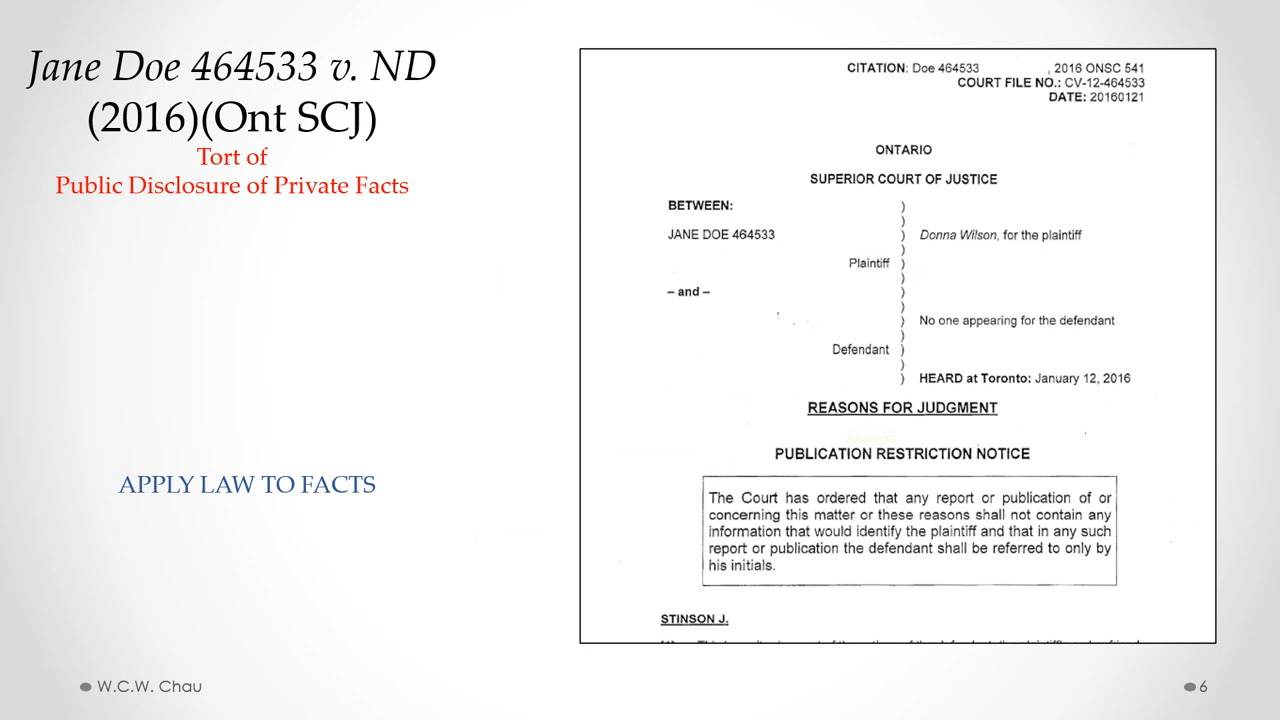 Jane Doe 464533 v. ND
(2016)(Ont SCJ)
Tort of
Public Disclosure of Private Facts
APPLY LAW TO FACTS
CITATION: Doe 464533 , 2016 ONSC 541
COURT FILE NO.: CV-12-464533
DATE: 20160121
ONTARIO
SUPERIOR COURT OF JUSTICE
BETWEEN:
JANE DOE 464533
Plaintiff
– and –
Defendant
)
)
)
)
)
)
)
)
)
)
)
)
)
Donna Wilson, for the plaintiff
No one appearing for the defendant
HEARD at Toronto: January 12, 2016
REASONS FOR JUDGMENT
PUBLICATION RESTRICTION NOTICE
The Court has ordered that any report or publication of or
concerning this matter or these reasons shall not contain any
information that would identify the plaintiff and that in any such
report or publication the defendant shall be referred to only by
his initials.
STINSON J.
W.C.W. Chau
6